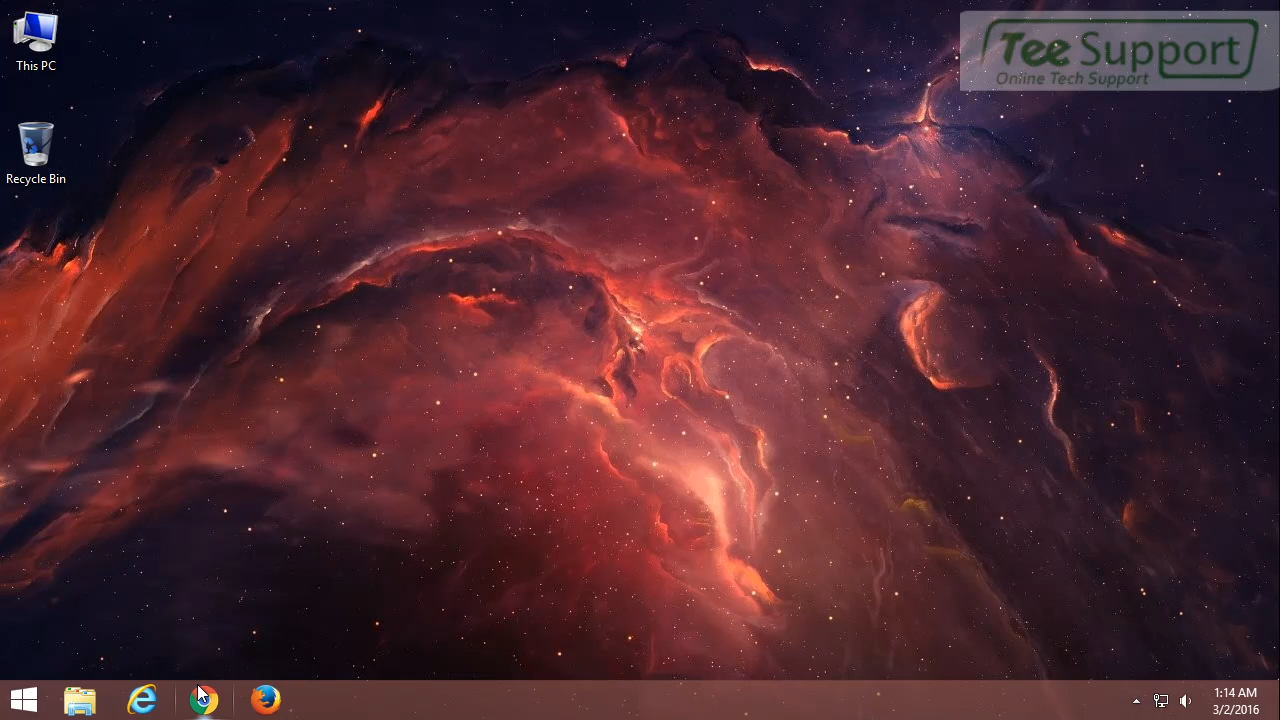 This PC
Recycle Bin
Tee Support
Online Tech Support
1:14 AM
3/2/2016